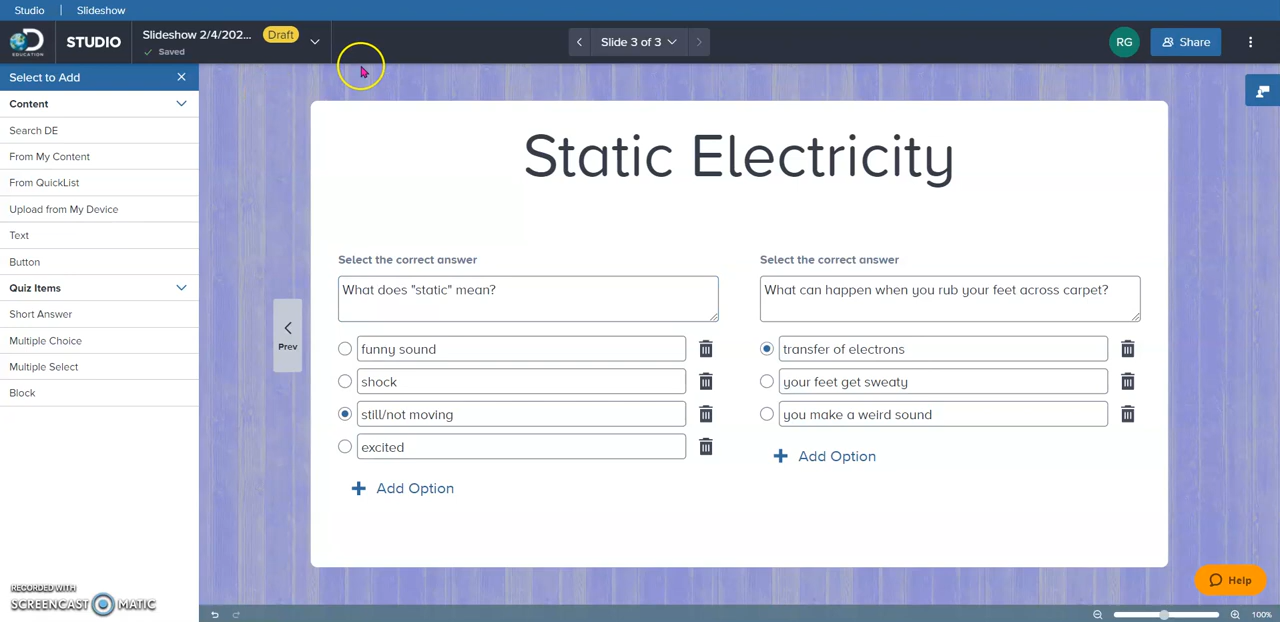 Studio
Slideshow
EDUCATION
STUDIO
Slideshow 2/4/202...
Draft
Saved
Slide 3 of 3
RG
Share
Select to Add
Content
Search DE
From My Content
From QuickList
Upload from My Device
Text
Button
Quiz Items
Short Answer
Multiple Choice
Multiple Select
Block
Static Electricity
Select the correct answer
What does "static" mean?
funny sound
shock
still/not moving
excited
Add Option
Select the correct answer
What can happen when you rub your feet across carpet?
transfer of electrons
your feet get sweaty
you make a weird sound
Add Option
Prev
Help
RECORDED WITH
SCREENCAST MATIC
100%